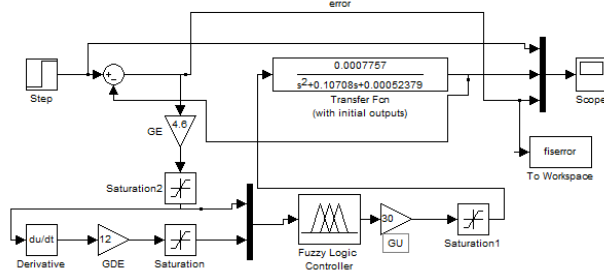 error
Step
+
−
0.0007757
s²+0.10708s+0.00052379
Transfer Fcn
(with initial outputs)
Scope
4.6
GE
fiserror
To Workspace
Saturation2
du/dt
Derivative
12
GDE
Saturation
Fuzzy Logic
Controller
30
GU
Saturation1